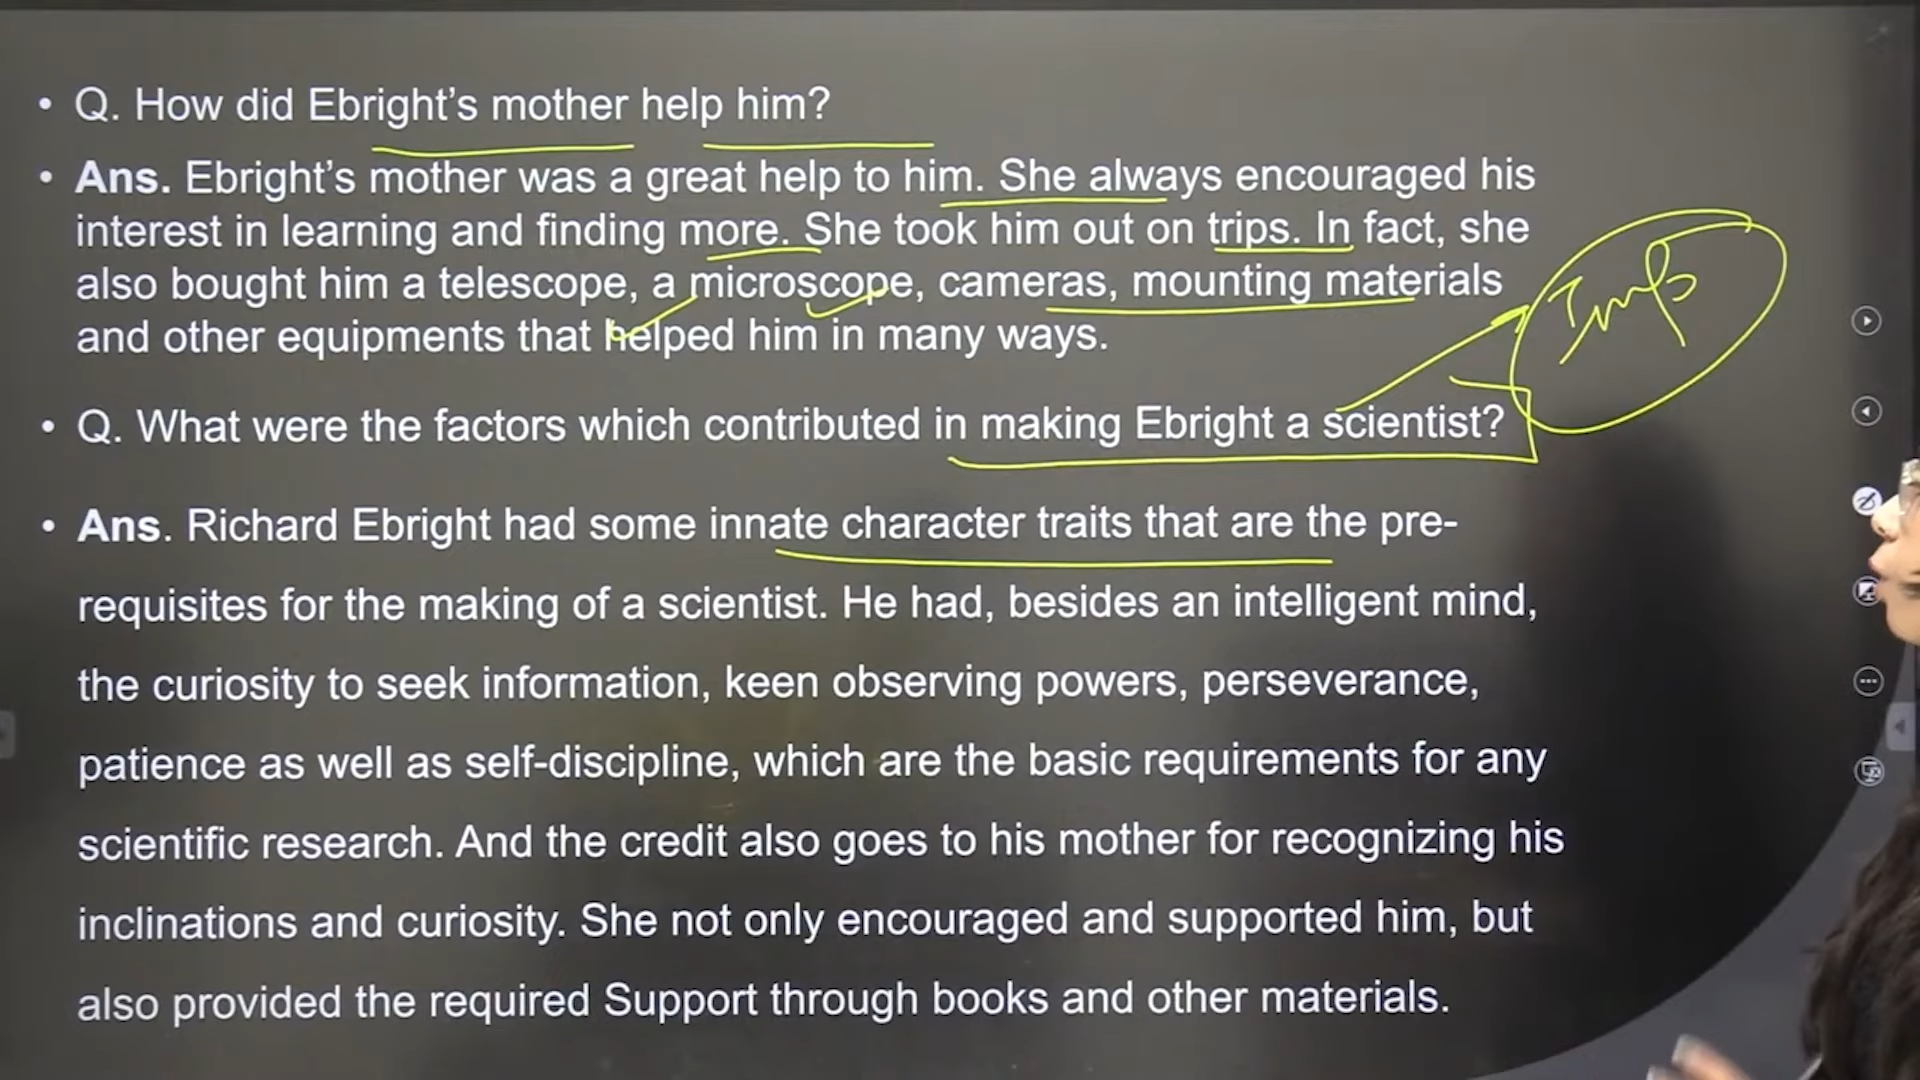 • Q. How did Ebright's mother help him?
• Ans. Ebright's mother was a great help to him. She always encouraged his
interest in learning and finding more. She took him out on trips. In fact, she
also bought him a telescope, a microscope, cameras, mounting materials
and other equipments that helped him in many ways.
Imp
• Q. What were the factors which contributed in making Ebright a scientist?
• Ans. Richard Ebright had some innate character traits that are the pre-
requisites for the making of a scientist. He had, besides an intelligent mind,
the curiosity to seek information, keen observing powers, perseverance,
patience as well as self-discipline, which are the basic requirements for any
scientific research. And the credit also goes to his mother for recognizing his
inclinations and curiosity. She not only encouraged and supported him, but
also provided the required Support through books and other materials.